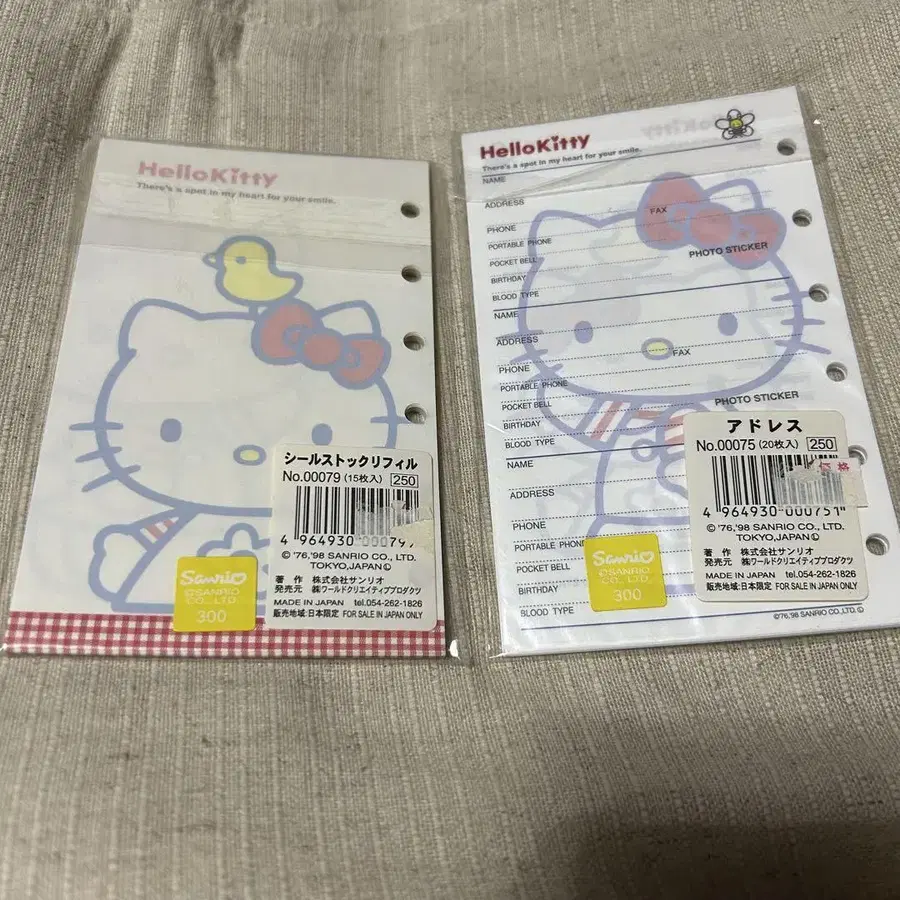 HelloKitty
There's a spot in my heart for your smile.
シールストックリフィル
No.00079 (15枚入) 250
4 964930 00079
© '76,'98 SANRIO CO., LTD.
TOKYO,JAPAN Ⓛ
著 作 株式会社サンリオ
発売元 ㈱ワールドクリエイティブプロダクツ
MADE IN JAPAN tel.054-262-1826
販売地域:日本限定 FOR SALE IN JAPAN ONLY
Sanrio
©SANRIO
CO., LTD.
300
HelloKitty
There's a spot in my heart for your smile.
NAME
ADDRESS
FAX
PHONE
PORTABLE PHONE
PHOTO STICKER
POCKET BELL
BIRTHDAY
BLOOD TYPE
NAME
ADDRESS
FAX
PHONE
PORTABLE PHONE
PHOTO STICKER
POCKET BELL
BIRTHDAY
BLOOD TYPE
NAME
ADDRESS
PHONE
PORTABLE PHON
POCKET BELL
BIRTHDAY
BLOOD TYPE
アドレス
No.00075 (20枚入) 250
価格
4 964930 000751
© '76,'98 SANRIO CO., LTD.
TOKYO,JAPAN Ⓛ
著 作 株式会社サンリオ
発売元 ㈱ワールドクリエイティブプロダクツ
MADE IN JAPAN tel.054-262-1826
販売地域:日本限定 FOR SALE IN JAPAN ONLY
Sanrio
©SANRIO
CO., LTD.
300
©'76,'98 SANRIO CO.,LTD.Ⓛ